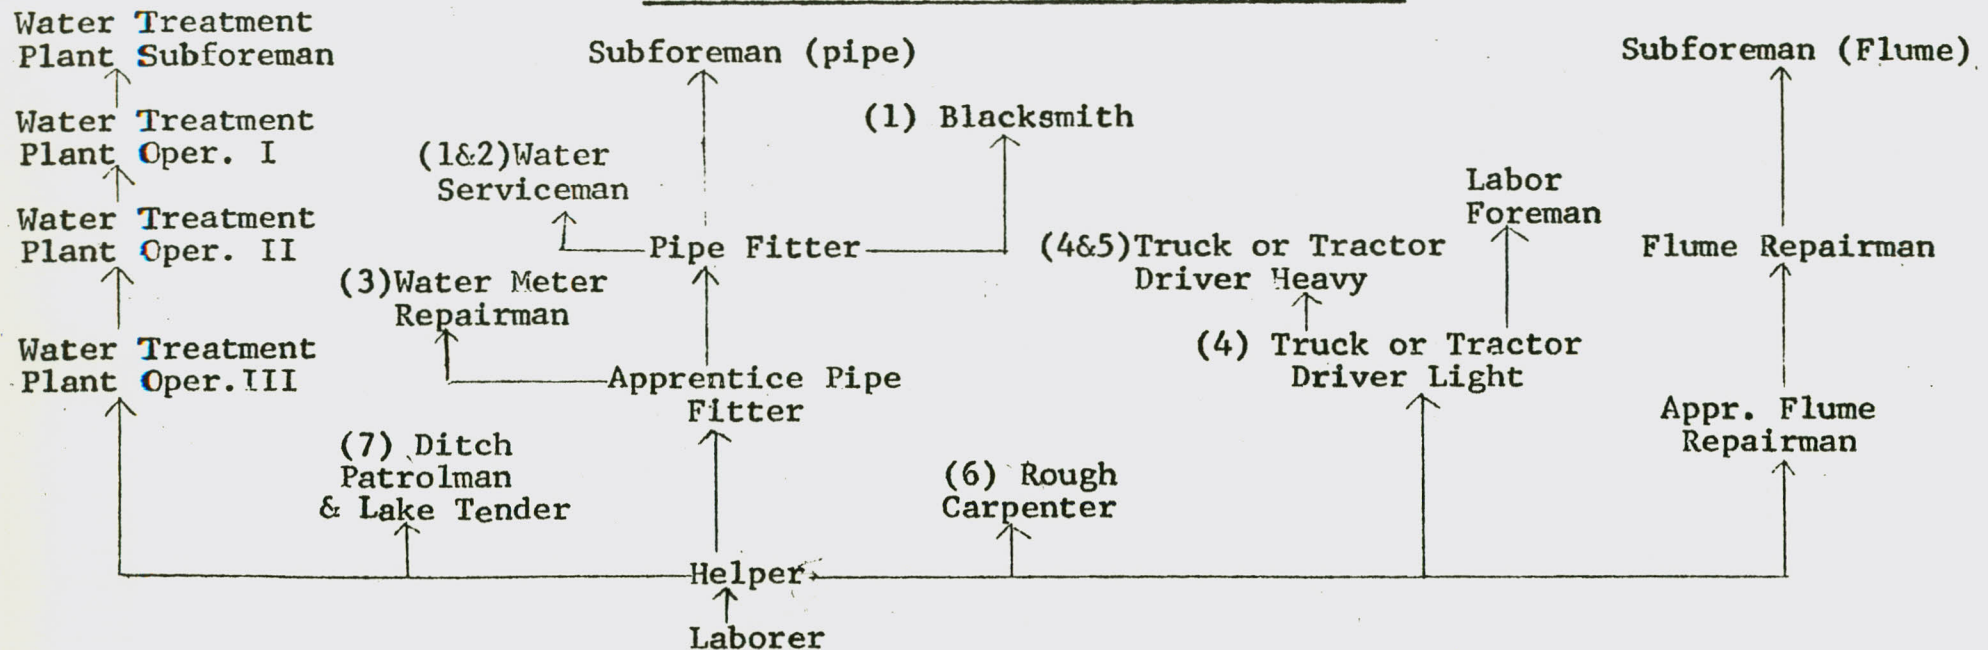 Water Treatment
Plant Subforeman
Subforeman (pipe)
Subforeman (Flume)
Water Treatment
Plant Oper. I
(1) Blacksmith
(1&2)Water
Serviceman
Labor
Foreman
Water Treatment
Plant Oper. II
Pipe Fitter
(4&5)Truck or Tractor
Driver Heavy
Flume Repairman
(3)Water Meter
Repairman
Water Treatment
Plant Oper.III
Apprentice Pipe
Fitter
(4) Truck or Tractor
Driver Light
Appr. Flume
Repairman
(7) Ditch
Patrolman
& Lake Tender
(6) Rough
Carpenter
Helper
Laborer